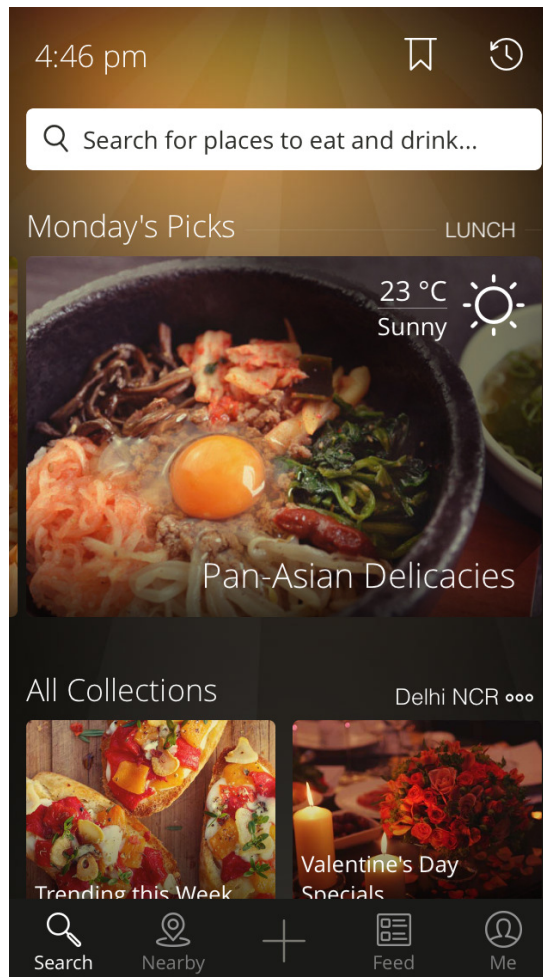 4:46 pm
Search for places to eat and drink...
Monday's Picks
LUNCH
23 °C
Sunny
Pan-Asian Delicacies
All Collections
Delhi NCR
Trending this Week
Valentine's Day
Specials
Search
Nearby
Feed
Me